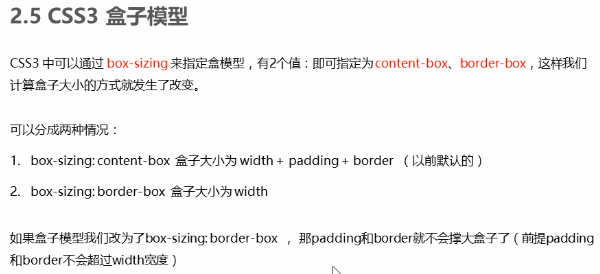 2.5 CSS3 盒子模型
CSS3 中可以通过 box-sizing 来指定盒模型，有2个值：即可指定为content-box、border-box，这样我们
计算盒子大小的方式就发生了改变。
可以分成两种情况：
1. box-sizing: content-box 盒子大小为 width + padding + border （以前默认的）
2. box-sizing: border-box 盒子大小为 width
如果盒子模型我们改为了box-sizing: border-box ， 那padding和border就不会撑大盒子了（前提padding
和border不会超过width宽度）